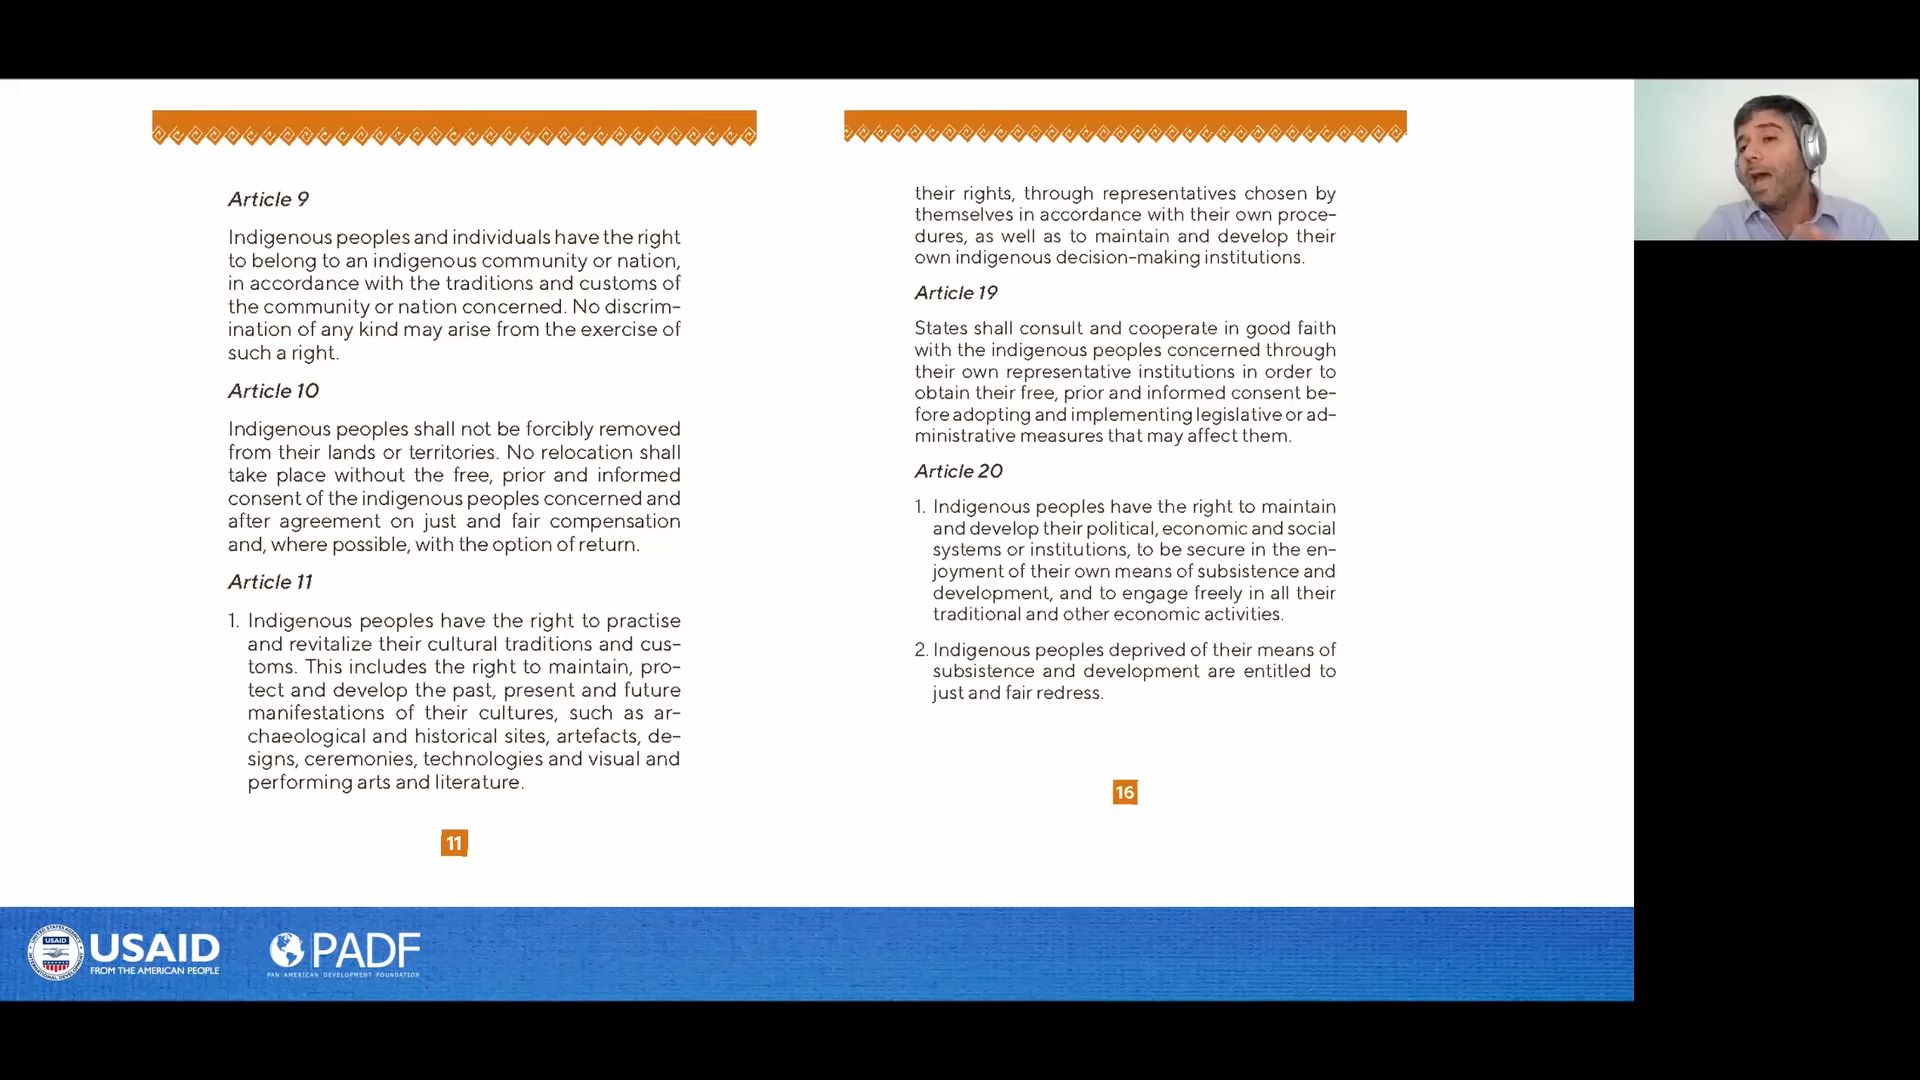 Article 9
Indigenous peoples and individuals have the right
to belong to an indigenous community or nation,
in accordance with the traditions and customs of
the community or nation concerned. No discrim-
ination of any kind may arise from the exercise of
such a right.
Article 10
Indigenous peoples shall not be forcibly removed
from their lands or territories. No relocation shall
take place without the free, prior and informed
consent of the indigenous peoples concerned and
after agreement on just and fair compensation
and, where possible, with the option of return.
Article 11
1. Indigenous peoples have the right to practise
and revitalize their cultural traditions and cus-
toms. This includes the right to maintain, pro-
tect and develop the past, present and future
manifestations of their cultures, such as ar-
chaeological and historical sites, artefacts, de-
signs, ceremonies, technologies and visual and
performing arts and literature.
11
their rights, through representatives chosen by
themselves in accordance with their own proce-
dures, as well as to maintain and develop their
own indigenous decision-making institutions.
Article 19
States shall consult and cooperate in good faith
with the indigenous peoples concerned through
their own representative institutions in order to
obtain their free, prior and informed consent be-
fore adopting and implementing legislative or ad-
ministrative measures that may affect them.
Article 20
1. Indigenous peoples have the right to maintain
and develop their political, economic and social
systems or institutions, to be secure in the en-
joyment of their own means of subsistence and
development, and to engage freely in all their
traditional and other economic activities.
2. Indigenous peoples deprived of their means of
subsistence and development are entitled to
just and fair redress.
16
USAID
USAID
FROM THE AMERICAN PEOPLE
PADF
PAN AMERICAN DEVELOPMENT FOUNDATION